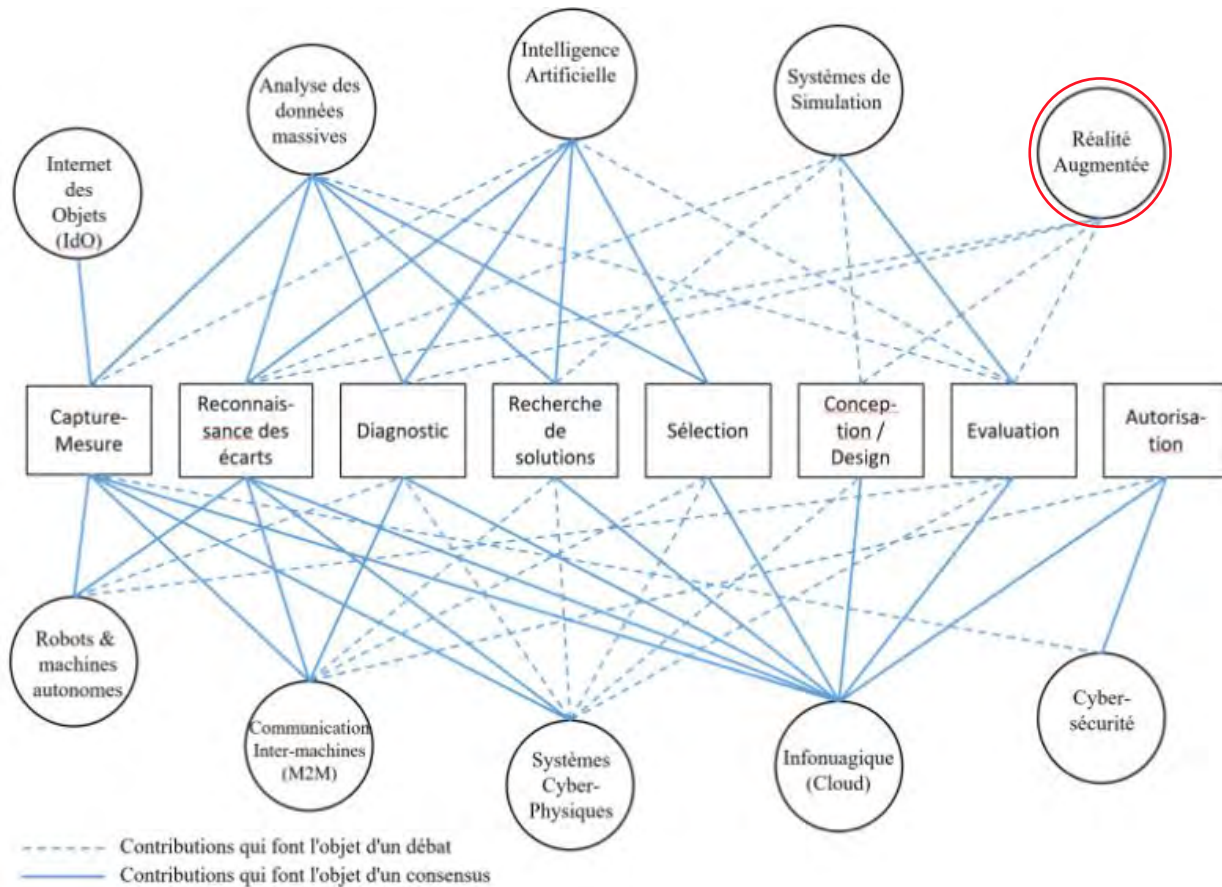 Intelligence
Artificielle
Analyse des
données
massives
Systèmes de
Simulation
Réalité
Augmentée
Internet
des
Objets
(IdO)
Capture-
Mesure
Reconnais-
sance des
écarts
Diagnostic
Recherche
de
solutions
Sélection
Concep-
tion /
Design
Evaluation
Autorisa-
tion
Robots &
machines
autonomes
Communication
Inter-machines
(M2M)
Systèmes
Cyber-
Physiques
Infonuagique
(Cloud)
Cyber-
sécurité
Contributions qui font l'objet d'un débat
Contributions qui font l'objet d'un consensus